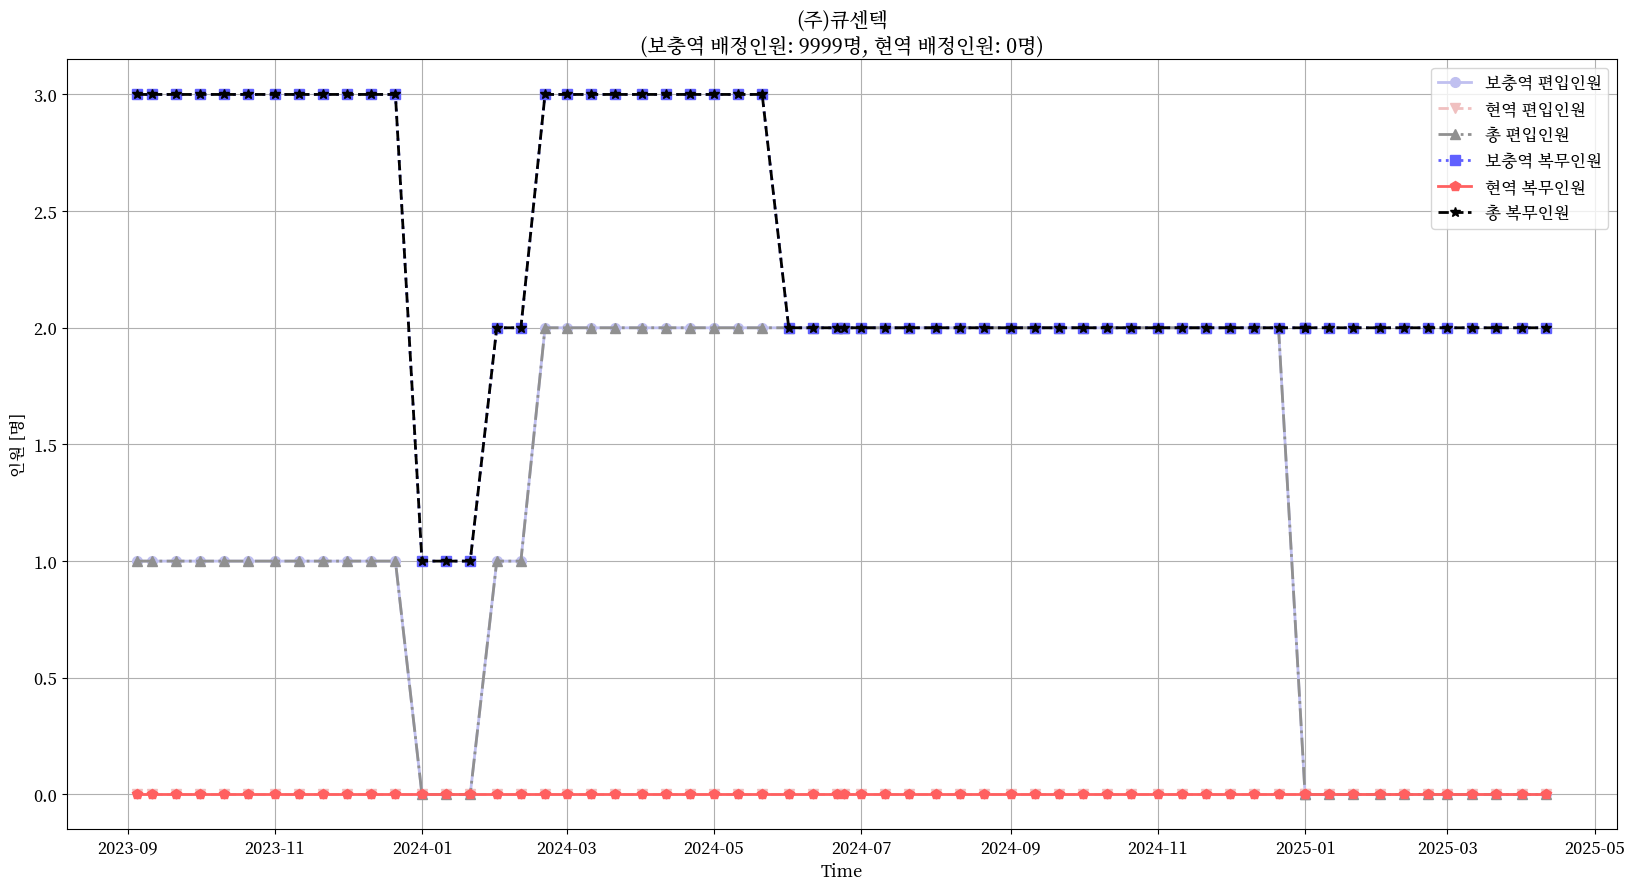 (주)큐센텍
(보충역 배정인원: 9999명, 현역 배정인원: 0명)
보충역 편입인원
현역 편입인원
총 편입인원
보충역 복무인원
현역 복무인원
총 복무인원
인원 [명]
3.0
2.5
2.0
1.5
1.0
0.5
0.0
2023-09 2023-11 2024-01 2024-03 2024-05 2024-07 2024-09 2024-11 2025-01 2025-03 2025-05
Time